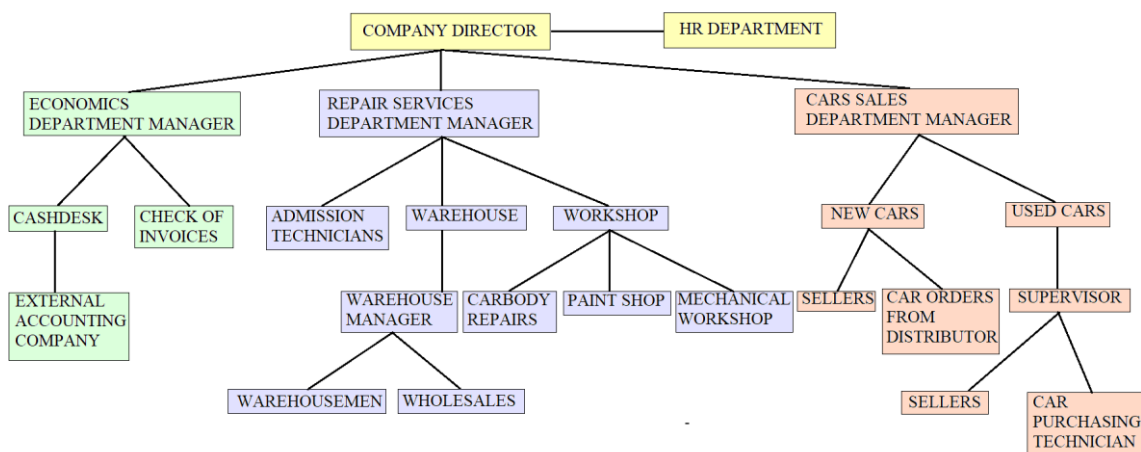 COMPANY DIRECTOR
HR DEPARTMENT
ECONOMICS
DEPARTMENT MANAGER
REPAIR SERVICES
DEPARTMENT MANAGER
CARS SALES
DEPARTMENT MANAGER
CASHDESK
CHECK OF
INVOICES
ADMISSION
TECHNICIANS
WAREHOUSE
WORKSHOP
NEW CARS
USED CARS
EXTERNAL
ACCOUNTING
COMPANY
WAREHOUSE
MANAGER
CARBODY
REPAIRS
PAINT SHOP
MECHANICAL
WORKSHOP
SELLERS
CAR ORDERS
FROM
DISTRIBUTOR
SUPERVISOR
WAREHOUSEMEN
WHOLESALES
SELLERS
CAR
PURCHASING
TECHNICIAN
-